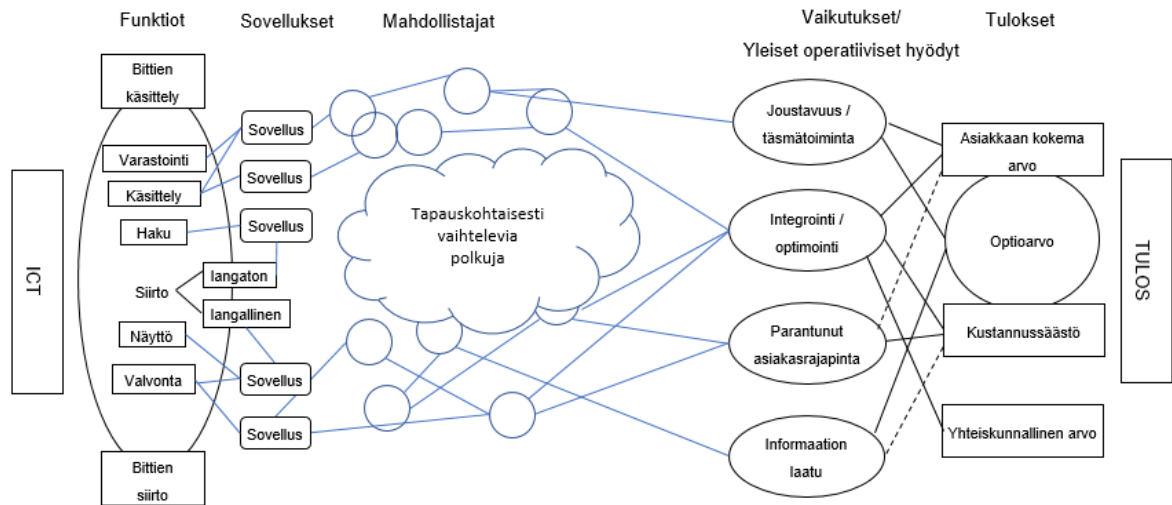 Funktiot
Sovellukset
Mahdollistajat
Vaikutukset/
Yleiset operatiiviset hyödyt
Tulokset
ICT
Bittien
käsittely
Varastointi
Käsittely
Haku
Siirto
langaton
langallinen
Näyttö
Valvonta
Bittien
siirto
Sovellus
Sovellus
Sovellus
Sovellus
Sovellus
Tapauskohtaisesti
vaihtelevia
polkuja
Joustavuus /
täsmätoiminta
Integrointi /
optimointi
Parantunut
asiakasrajapinta
Informaation
laatu
Asiakkaan kokema
arvo
Optioarvo
Kustannussäästö
Yhteiskunnallinen arvo
TULOS